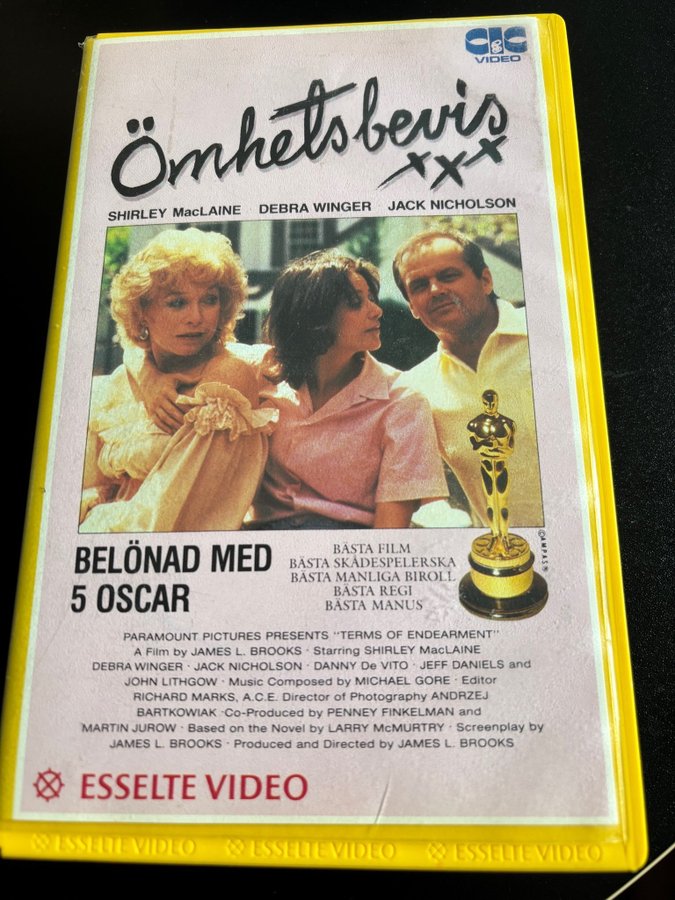 CIC
VIDEO
Ömhetsbevis
xxx
SHIRLEY MacLAINE DEBRA WINGER JACK NICHOLSON
BELÖNAD MED
5 OSCAR
BÄSTA FILM
BÄSTA SKÅDESPELERSKA
BÄSTA MANLIGA BIROLL
BÄSTA REGI
BÄSTA MANUS
©AMPAS®
PARAMOUNT PICTURES PRESENTS "TERMS OF ENDEARMENT"
A Film by JAMES L. BROOKS · Starring SHIRLEY MacLAINE
DEBRA WINGER · JACK NICHOLSON · DANNY De VITO · JEFF DANIELS and
JOHN LITHGOW · Music Composed by MICHAEL GORE · Editor
RICHARD MARKS, A.C.E. Director of Photography ANDRZEJ
BARTKOWIAK · Co-Produced by PENNEY FINKELMAN and
MARTIN JUROW · Based on the Novel by LARRY McMURTRY · Screenplay by
JAMES L. BROOKS · Produced and Directed by JAMES L. BROOKS
ESSELTE VIDEO
ESSELTE VIDEO ESSELTE VIDEO ESSELTE VIDEO